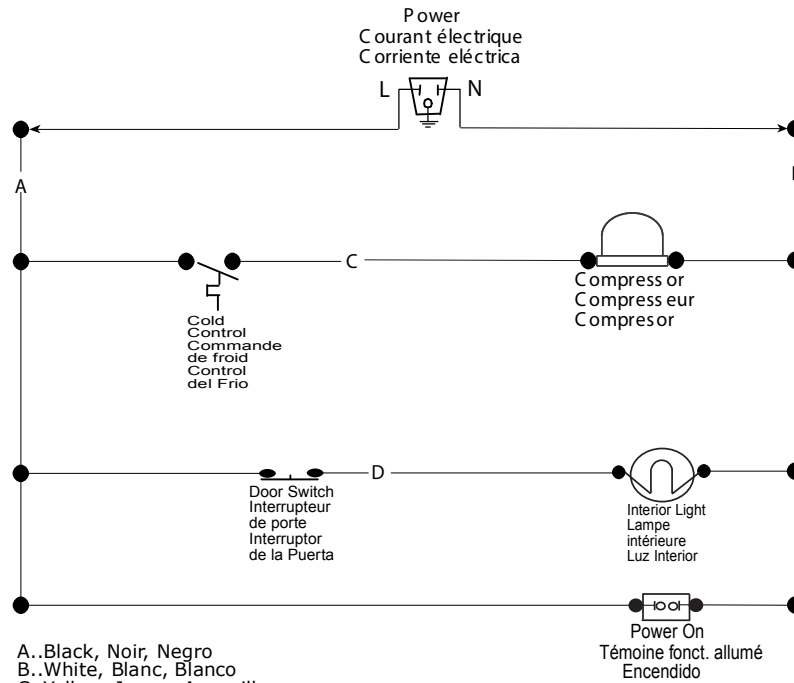 Power
Courant électrique
Corriente eléctrica
L
N
A
C
Compressor
Compresseur
Compresor
Cold
Control
Commande
de froid
Control
del Frio
D
Door Switch
Interrupteur
de porte
Interruptor
de la Puerta
Interior Light
Lampe
intérieure
Luz Interior
Power On
Témoine fonct. allumé
Encendido
A..Black, Noir, Negro
B..White, Blanc, Blanco